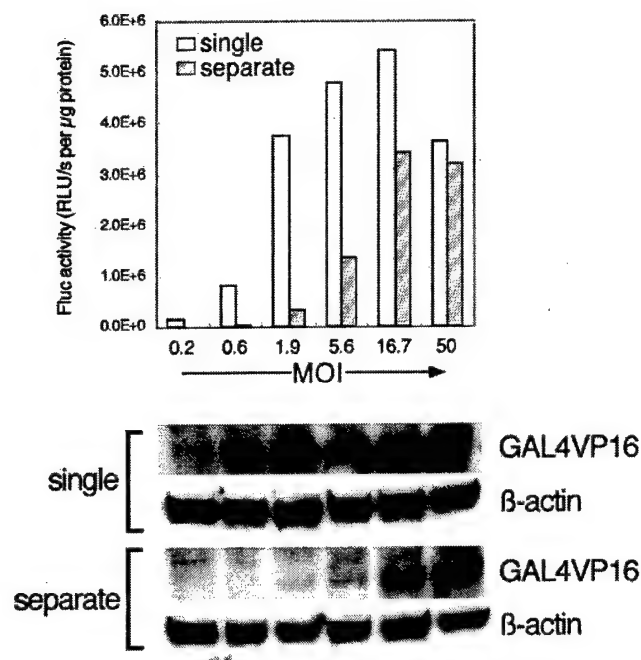 6.0E+6
5.0E+6
4.0E+6
3.0E+6
2.0E+6
1.0E+6
0.0E+0
Fluc activity (RLU/s per µg protein)
single
separate
0.2 0.6 1.9 5.6 16.7 50
MOI
single
GAL4VP16
ß-actin
separate
GAL4VP16
ß-actin